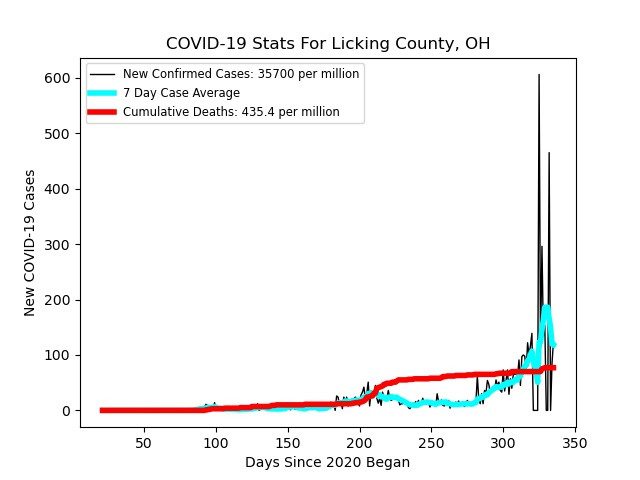 COVID-19 Stats For Licking County, OH
New Confirmed Cases: 35700 per million
7 Day Case Average
Cumulative Deaths: 435.4 per million
New COVID-19 Cases
600
500
400
300
200
100
0
50
100
150
200
250
300
350
Days Since 2020 Began